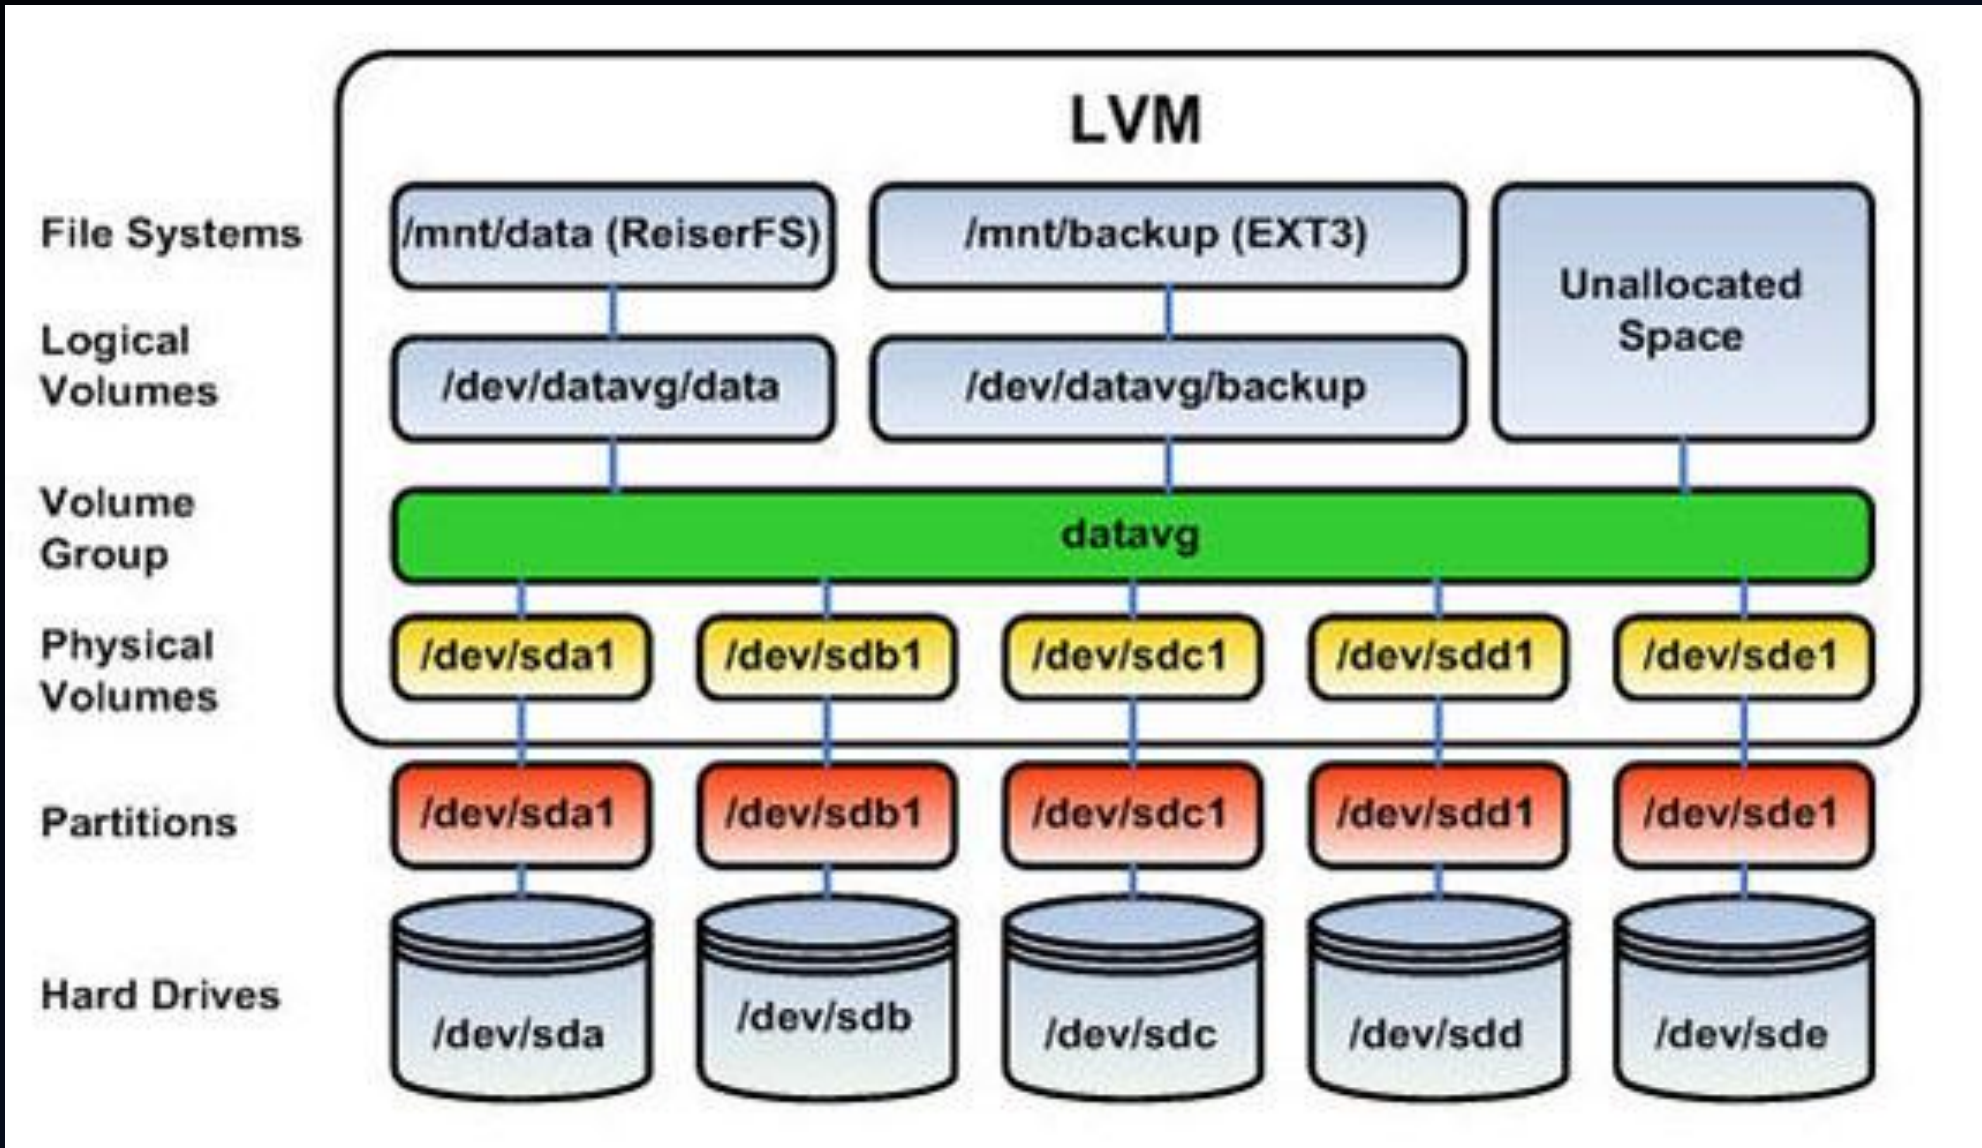 LVM
File Systems
/mnt/data (ReiserFS)
/mnt/backup (EXT3)
Unallocated
Space
Logical
Volumes
/dev/datavg/data
/dev/datavg/backup
Volume
Group
datavg
Physical
Volumes
/dev/sda1
/dev/sdb1
/dev/sdc1
/dev/sdd1
/dev/sde1
Partitions
/dev/sda1
/dev/sdb1
/dev/sdc1
/dev/sdd1
/dev/sde1
Hard Drives
/dev/sda
/dev/sdb
/dev/sdc
/dev/sdd
/dev/sde